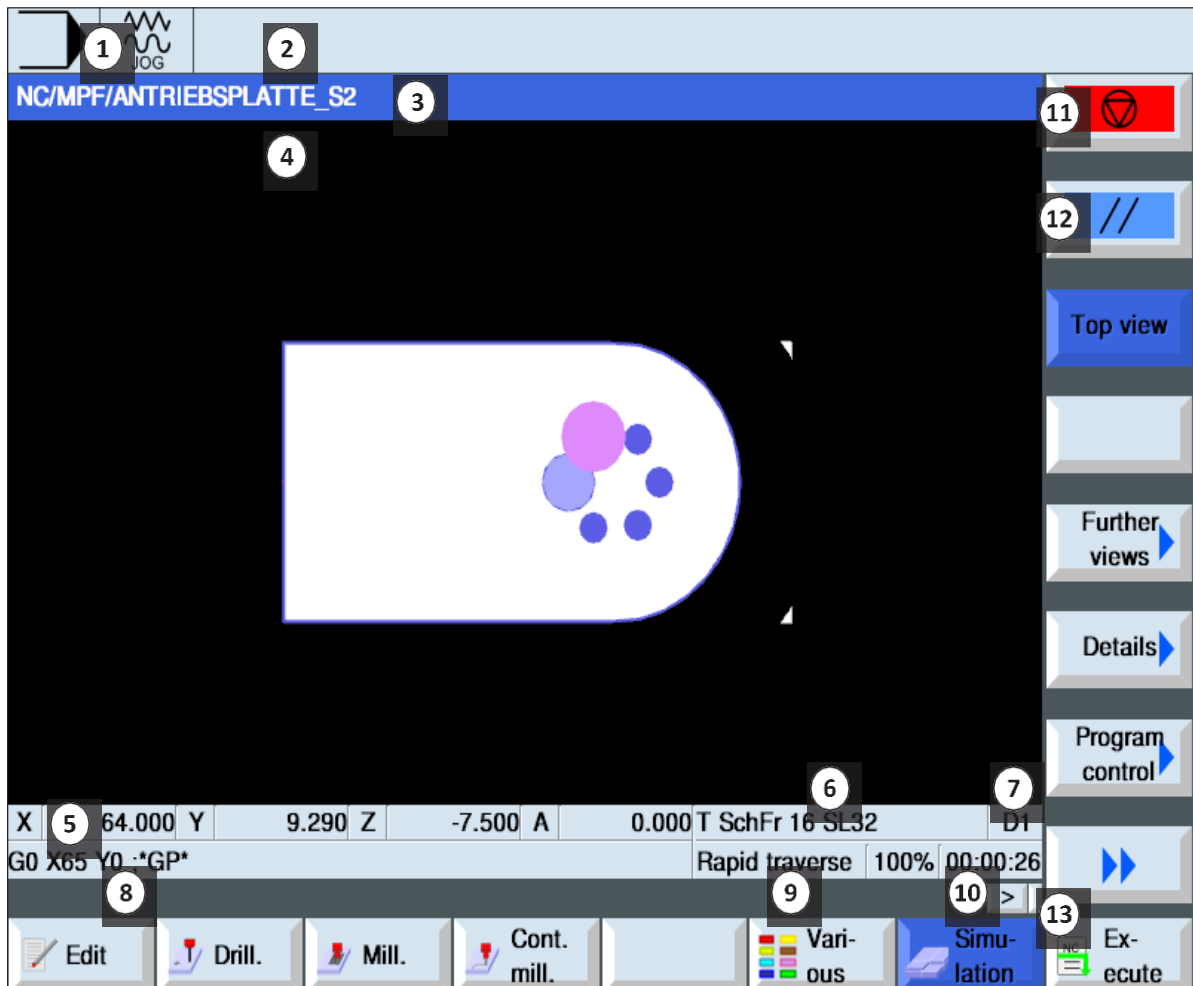 1
JOG
2
NC/MPF/ANTRIEBSPLATTE_S2
3
4
11
12
Top view
Further
views
Details
Program
control
6
7
X 5 64.000 Y 9.290 Z -7.500 A 0.000 T SchFr 16 SL32 D1
G0 X65 Y0 ;*GP* Rapid traverse 100% 00:00:26
8
9
10
>
13
Edit
Drill.
Mill.
Cont.
mill.
Vari-
ous
Simu-
lation
NC
Ex-
ecute